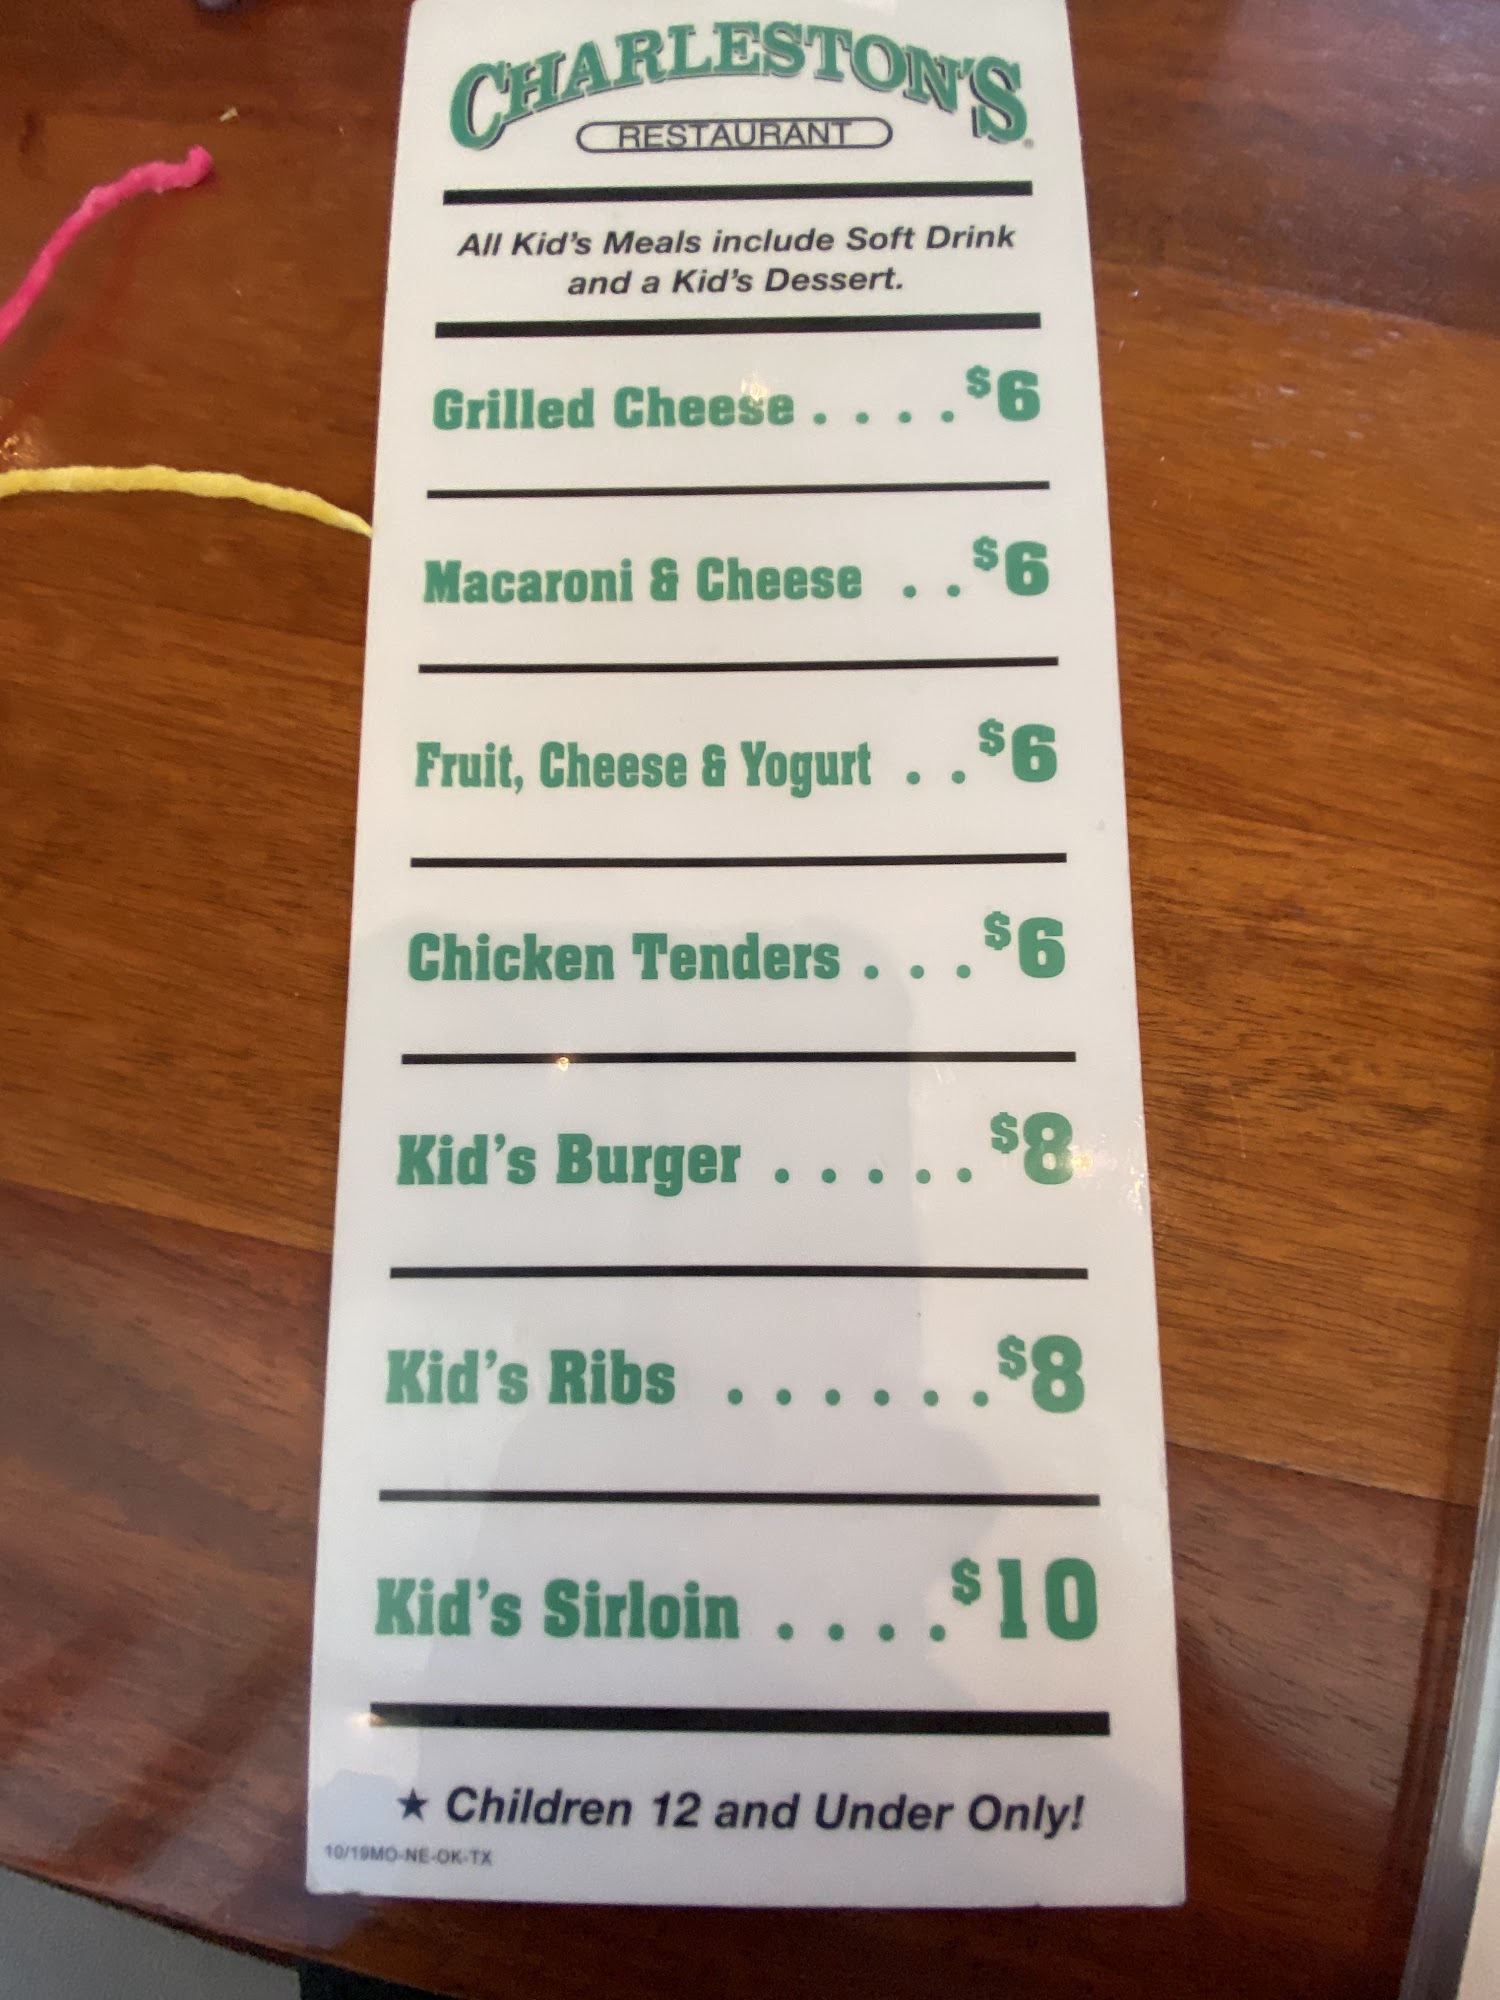 CHARLESTON'S
RESTAURANT
All Kid's Meals include Soft Drink
and a Kid's Dessert.
Grilled Cheese . . . . $6
Macaroni & Cheese . . $6
Fruit, Cheese & Yogurt . . $6
Chicken Tenders . . . $6
Kid's Burger . . . . . $8
Kid's Ribs . . . . . . $8
Kid's Sirloin . . . . $10
★ Children 12 and Under Only!
10/19MO-NE-OK-TX